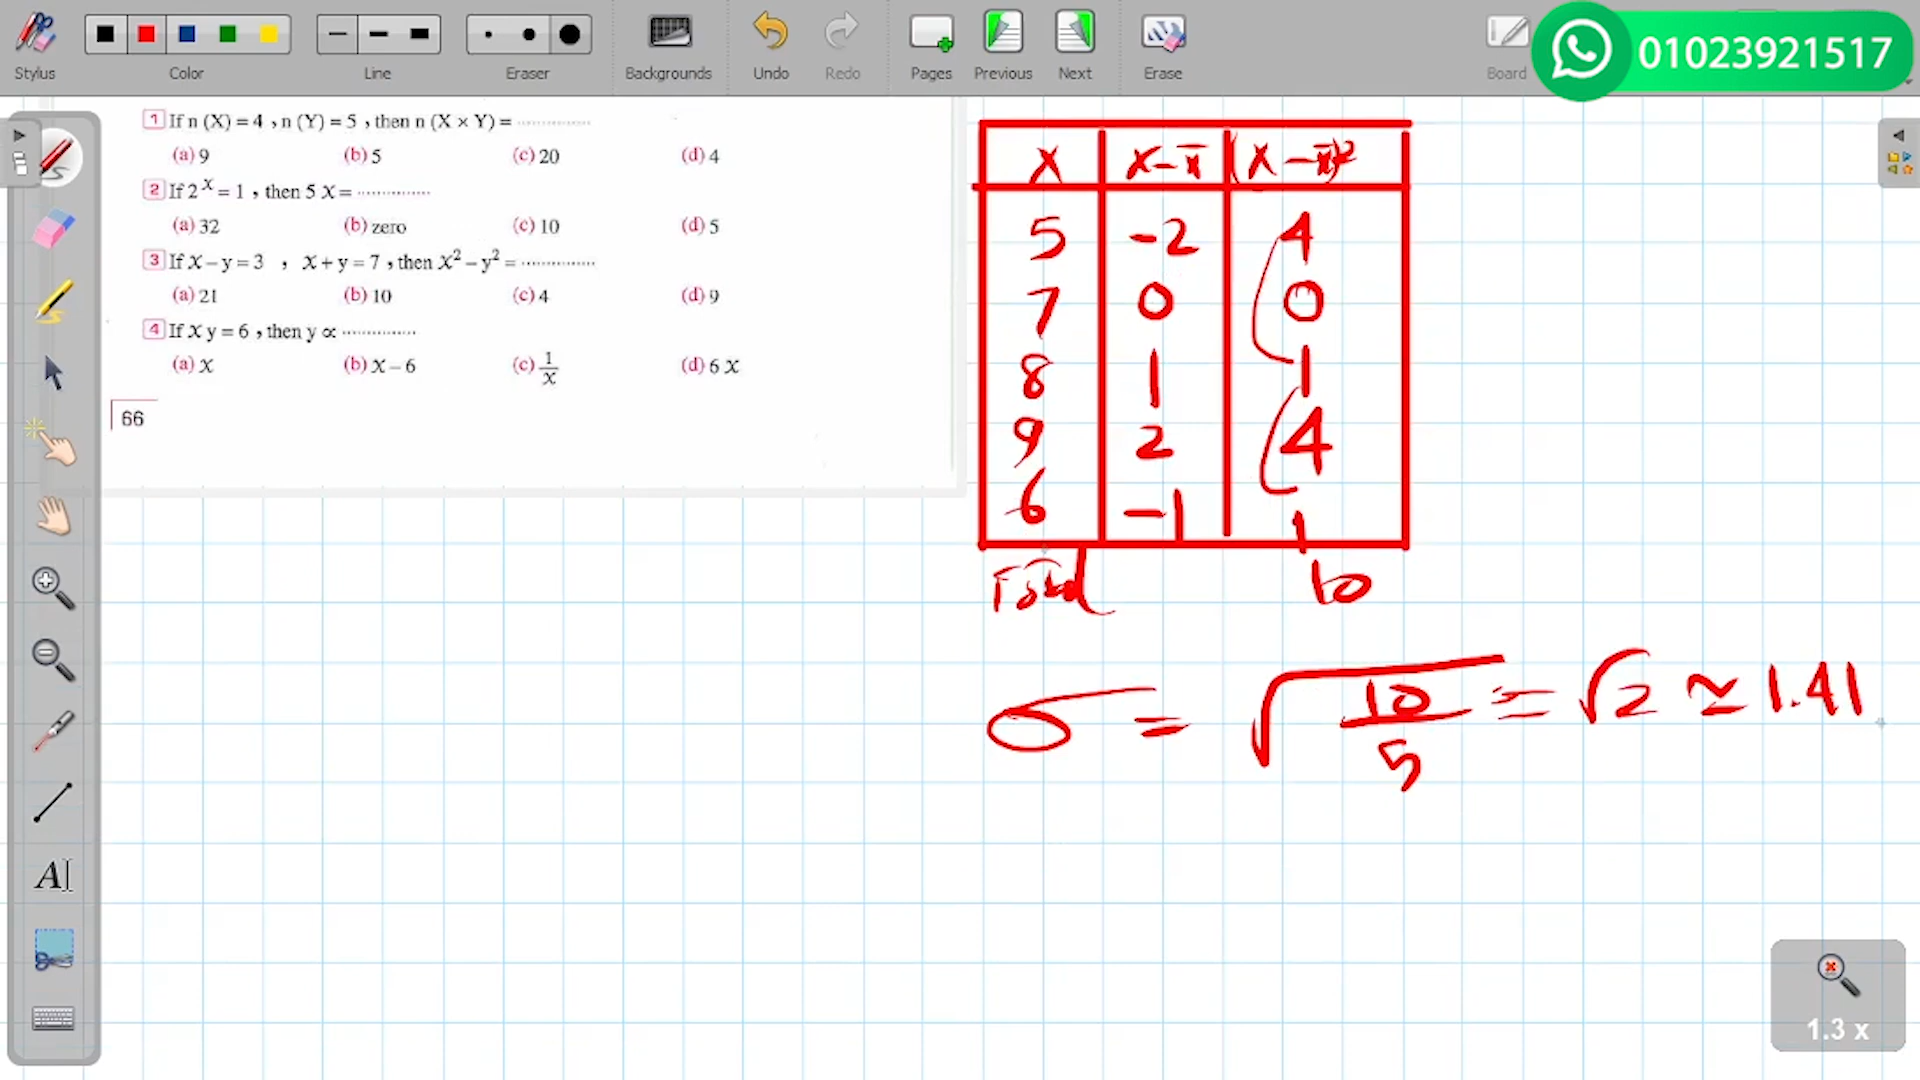 Stylus Color Line Eraser Backgrounds Undo Redo Pages Previous Next Erase Board
01023921517
1 If n (X) = 4 , n (Y) = 5 , then n (X × Y) = ..............
(a) 9 (b) 5 (c) 20 (d) 4
2 If 2^x = 1 , then 5 x = ..............
(a) 32 (b) zero (c) 10 (d) 5
3 If x – y = 3 , x + y = 7 , then x² – y² = ..............
(a) 21 (b) 10 (c) 4 (d) 9
4 If x y = 6 , then y ∝ ..............
(a) x (b) x – 6 (c) 1/x (d) 6 x
66
x x – x̄ (x – x̄)²
5 -2 4
7 0 0
8 1 1
9 2 4
6 -1 1
Total 10
σ = √(10/5) = √2 ≃ 1.41
A
1.3 x